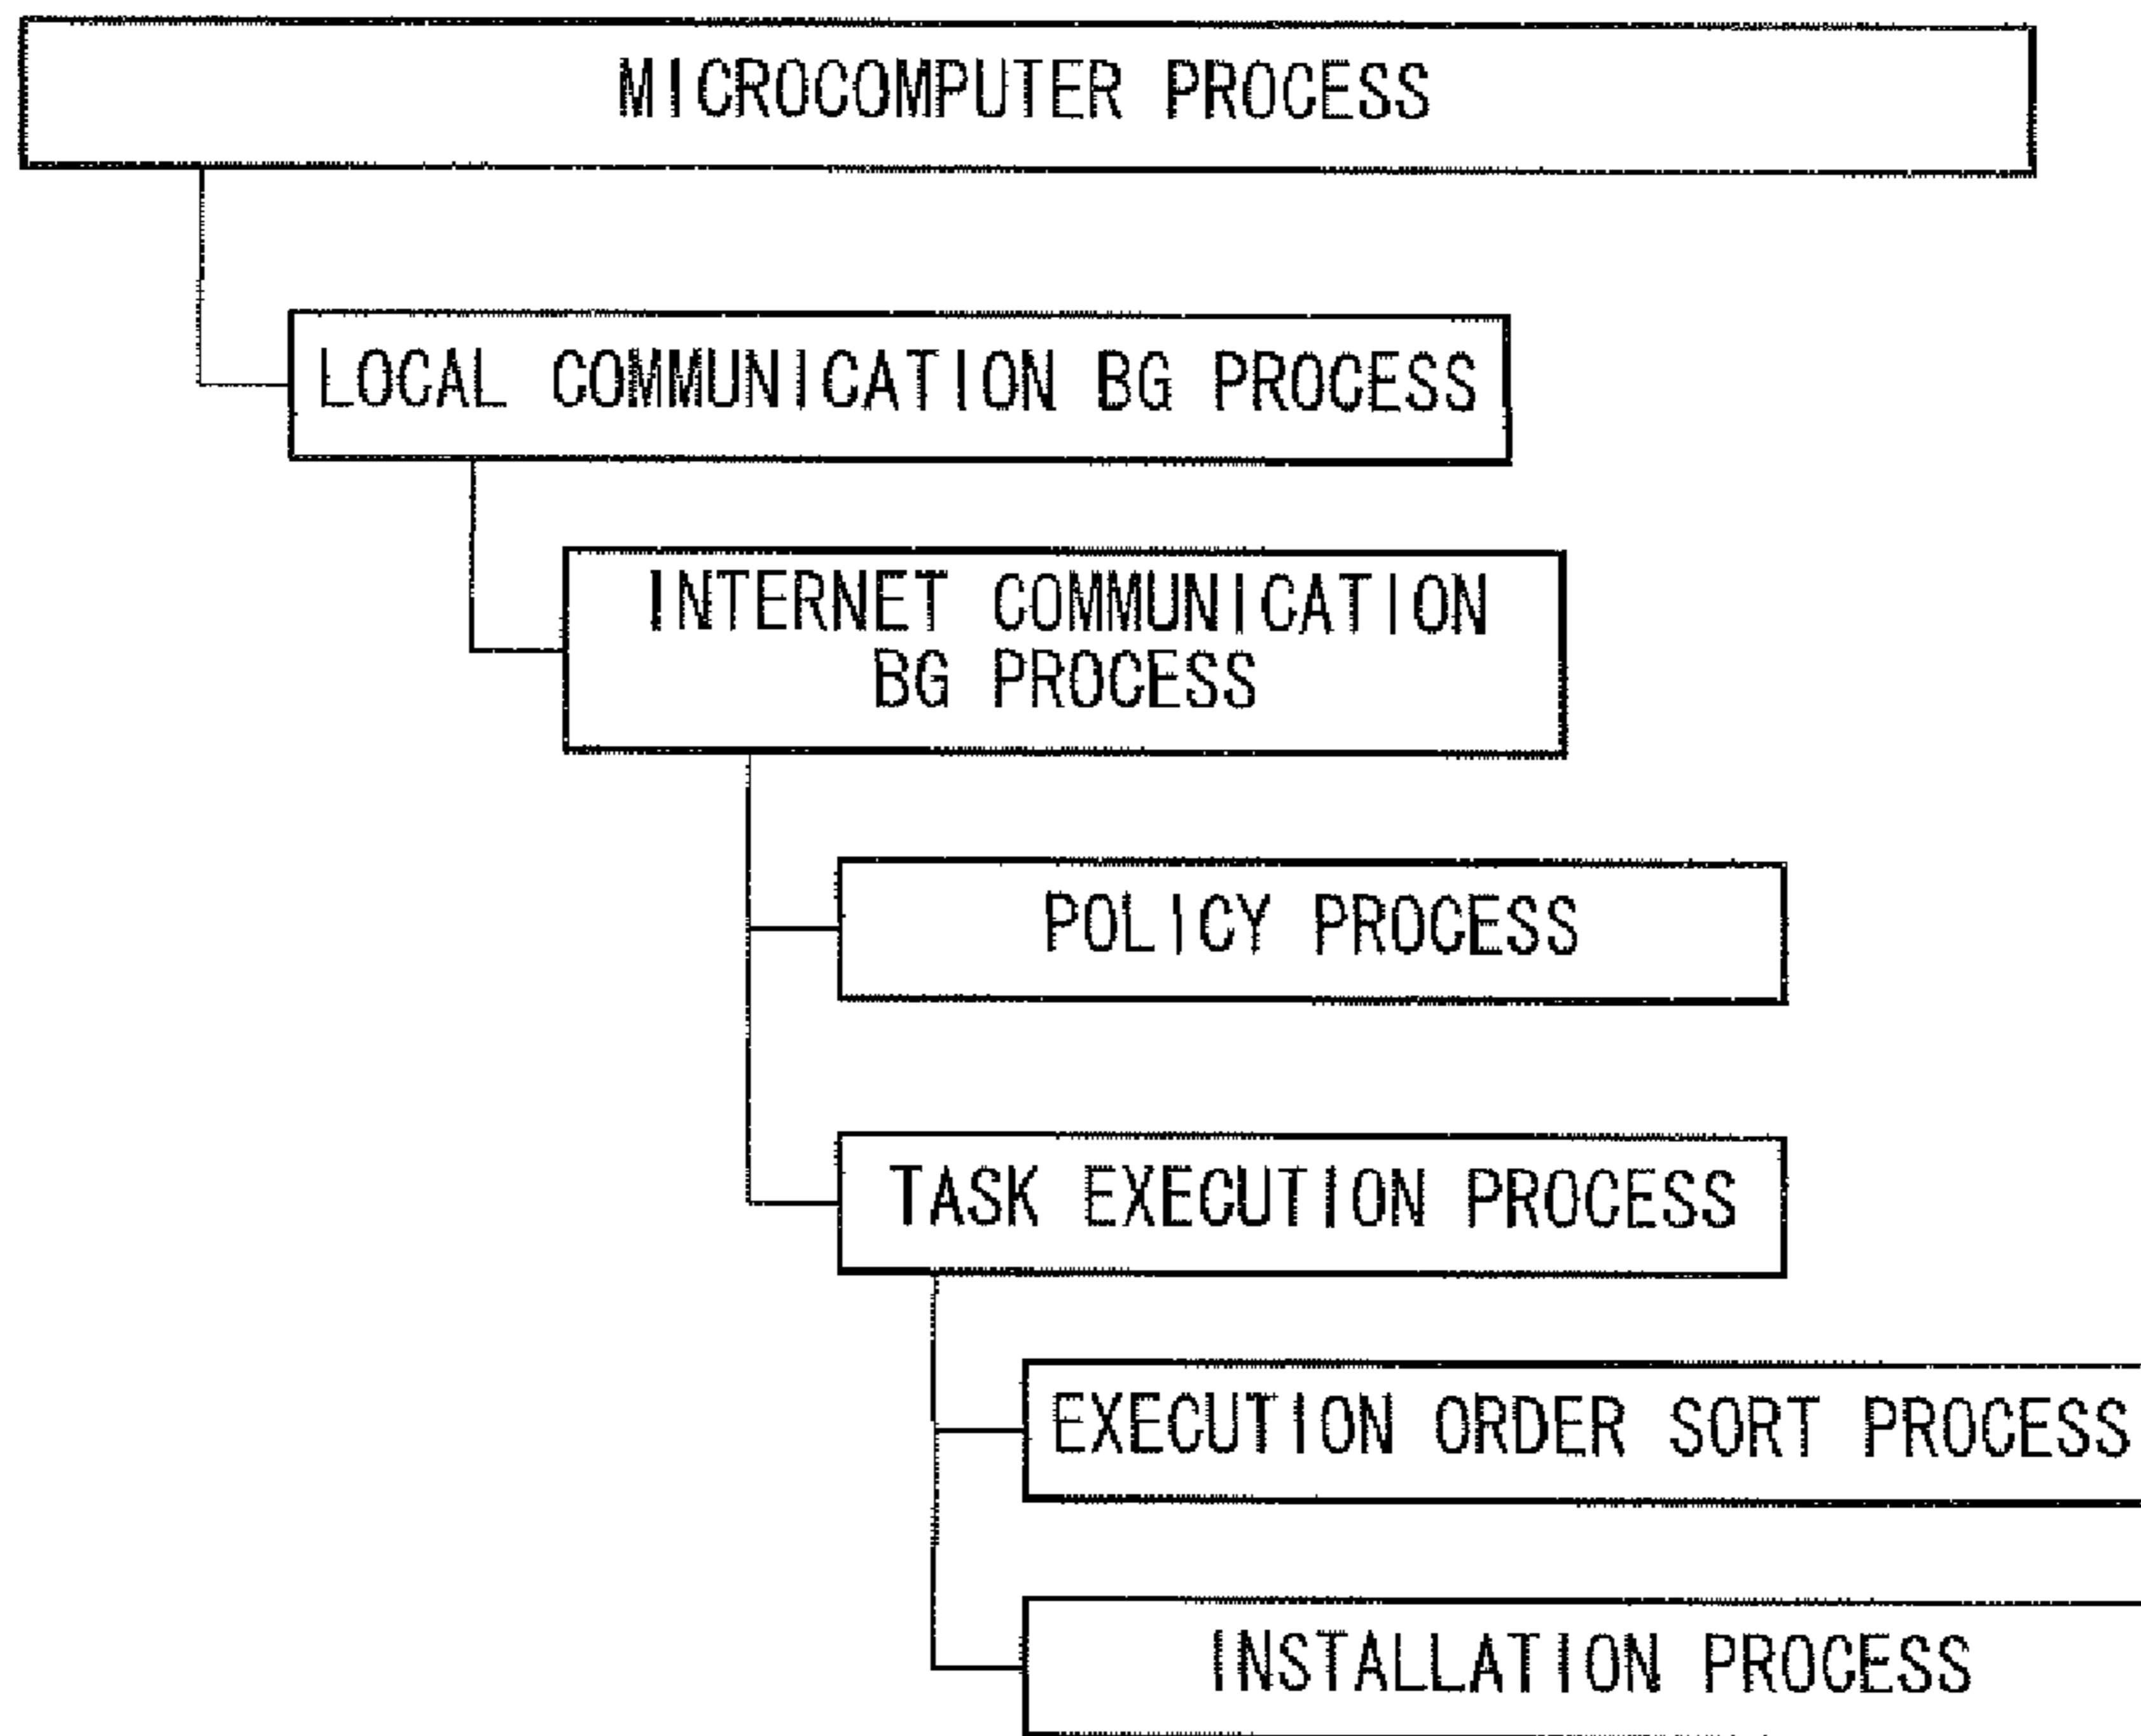 MICROCOMPUTER PROCESS
LOCAL COMMUNICATION BG PROCESS
INTERNET COMMUNICATION
BG PROCESS
POLICY PROCESS
TASK EXECUTION PROCESS
EXECUTION ORDER SORT PROCESS
INSTALLATION PROCESS